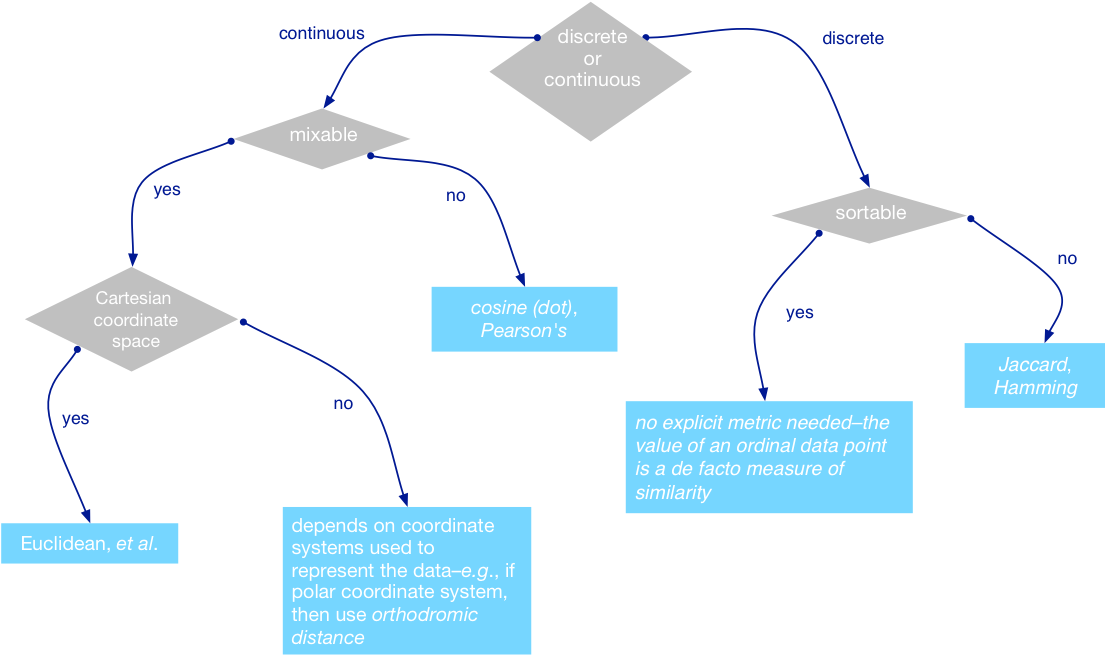 continuous
discrete
or
continuous
discrete
mixable
yes
no
sortable
yes
no
Cartesian
coordinate
space
cosine (dot),
Pearson's
Jaccard,
Hamming
yes
no
no explicit metric needed–the
value of an ordinal data point
is a de facto measure of
similarity
Euclidean, et al.
depends on coordinate
systems used to
represent the data–e.g., if
polar coordinate system,
then use orthodromic
distance